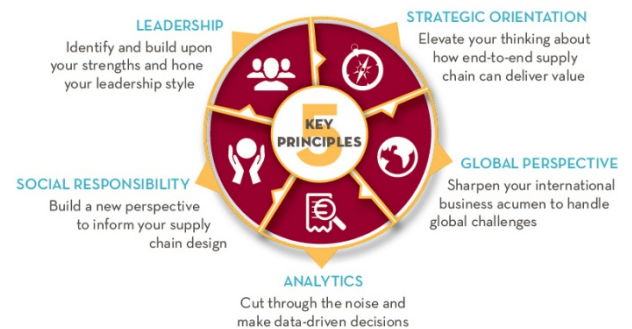 LEADERSHIP
Identify and build upon
your strengths and hone
your leadership style
STRATEGIC ORIENTATION
Elevate your thinking about
how end-to-end supply
chain can deliver value
5
KEY
PRINCIPLES
GLOBAL PERSPECTIVE
Sharpen your international
business acumen to handle
global challenges
SOCIAL RESPONSIBILITY
Build a new perspective
to inform your supply
chain design
€
ANALYTICS
Cut through the noise and
make data-driven decisions